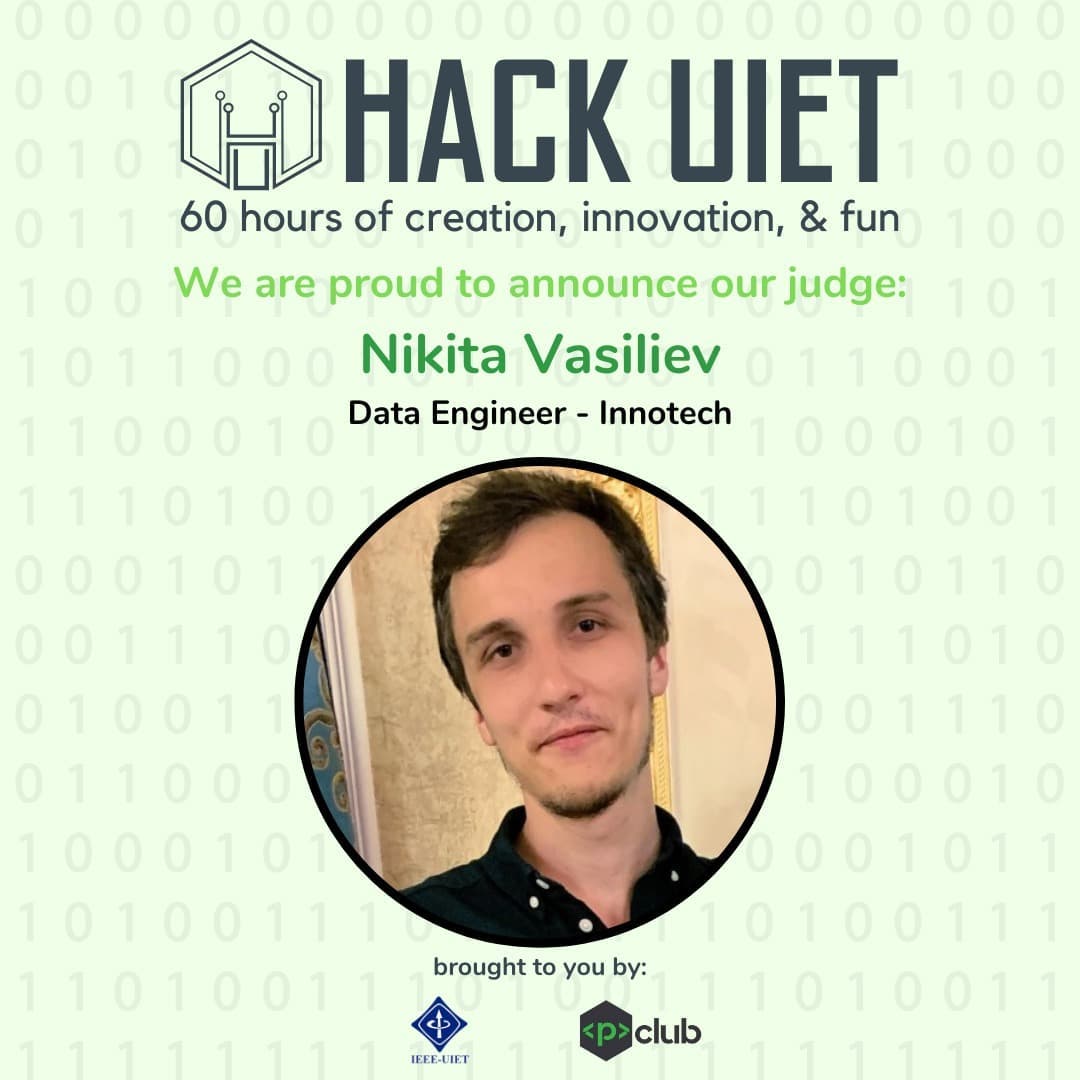 HACK UIET
60 hours of creation, innovation, & fun
We are proud to announce our judge:
Nikita Vasiliev
Data Engineer - Innotech
brought to you by:
IEEE-UIET
<p>club